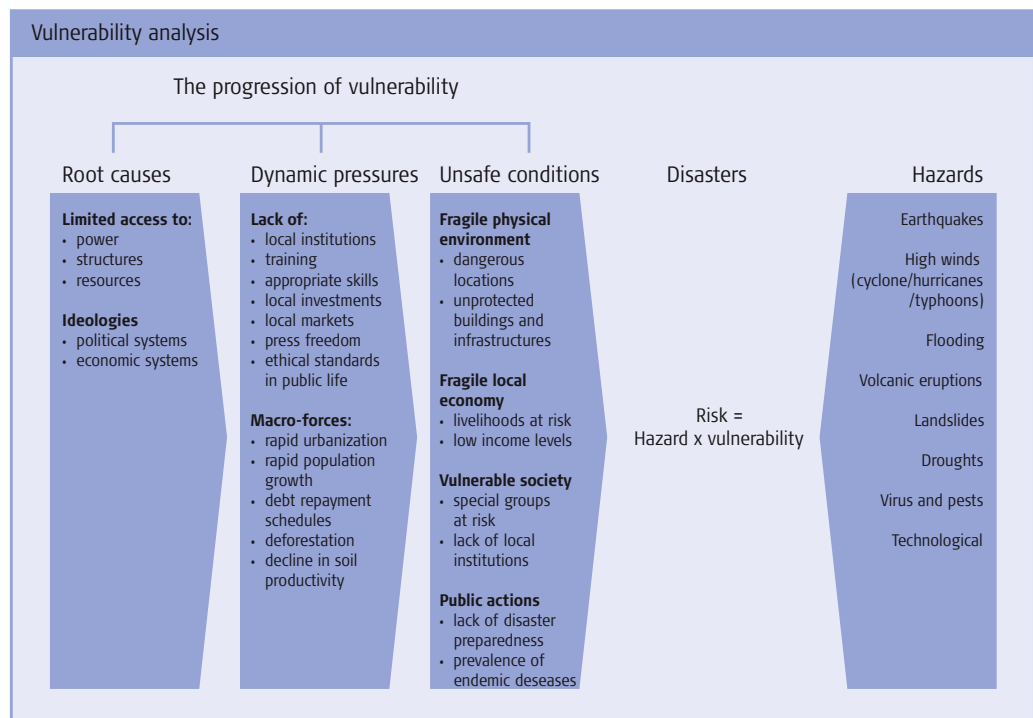 Vulnerability analysis
The progression of vulnerability
Root causes
Limited access to:
• power
• structures
• resources
Ideologies
• political systems
• economic systems
Dynamic pressures
Lack of:
• local institutions
• training
• appropriate skills
• local investments
• local markets
• press freedom
• ethical standards
in public life
Macro-forces:
• rapid urbanization
• rapid population
growth
• debt repayment
schedules
• deforestation
• decline in soil
productivity
Unsafe conditions
Fragile physical
environment
• dangerous
locations
• unprotected
buildings and
infrastructures
Fragile local
economy
• livelihoods at risk
• low income levels
Vulnerable society
• special groups
at risk
• lack of local
institutions
Public actions
• lack of disaster
preparedness
• prevalence of
endemic deseases
Disasters
Risk =
Hazard x vulnerability
Hazards
Earthquakes
High winds
(cyclone/hurricanes
/typhoons)
Flooding
Volcanic eruptions
Landslides
Droughts
Virus and pests
Technological